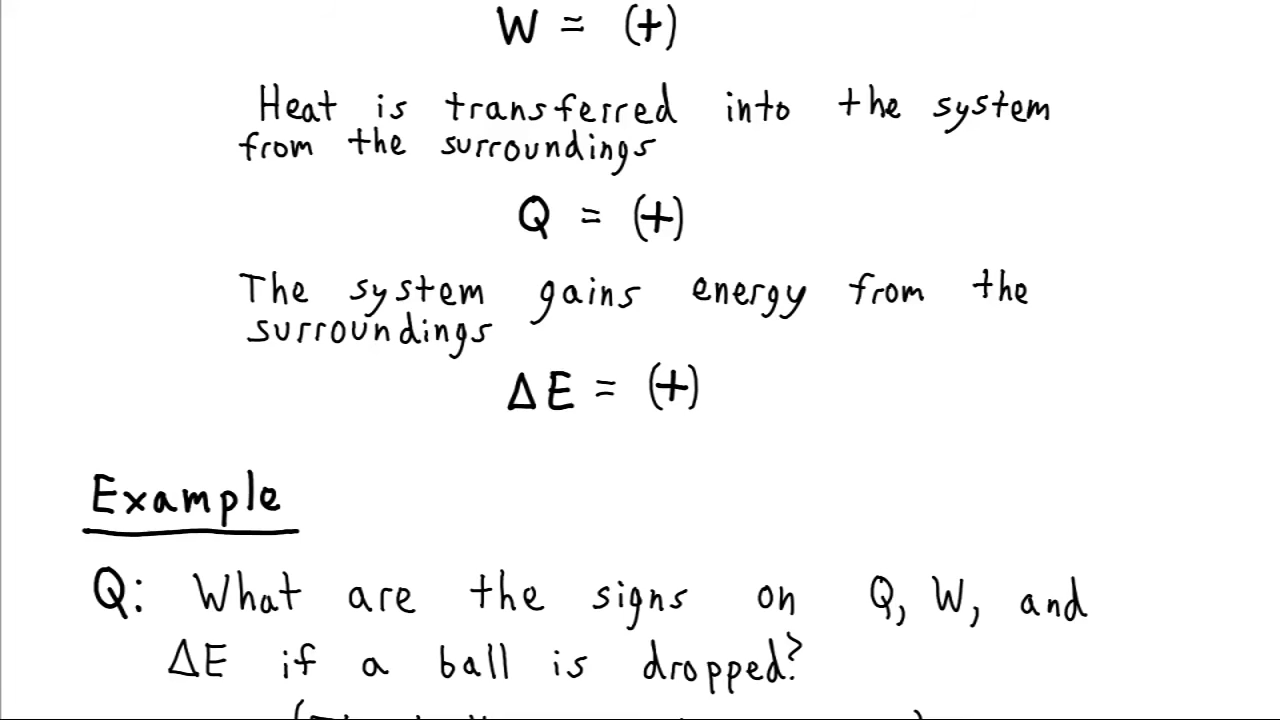 W = (+)
Heat is transferred into the system
from the surroundings
Q = (+)
The system gains energy from the
surroundings
ΔE = (+)
Example
Q: What are the signs on Q, W, and
ΔE if a ball is dropped?